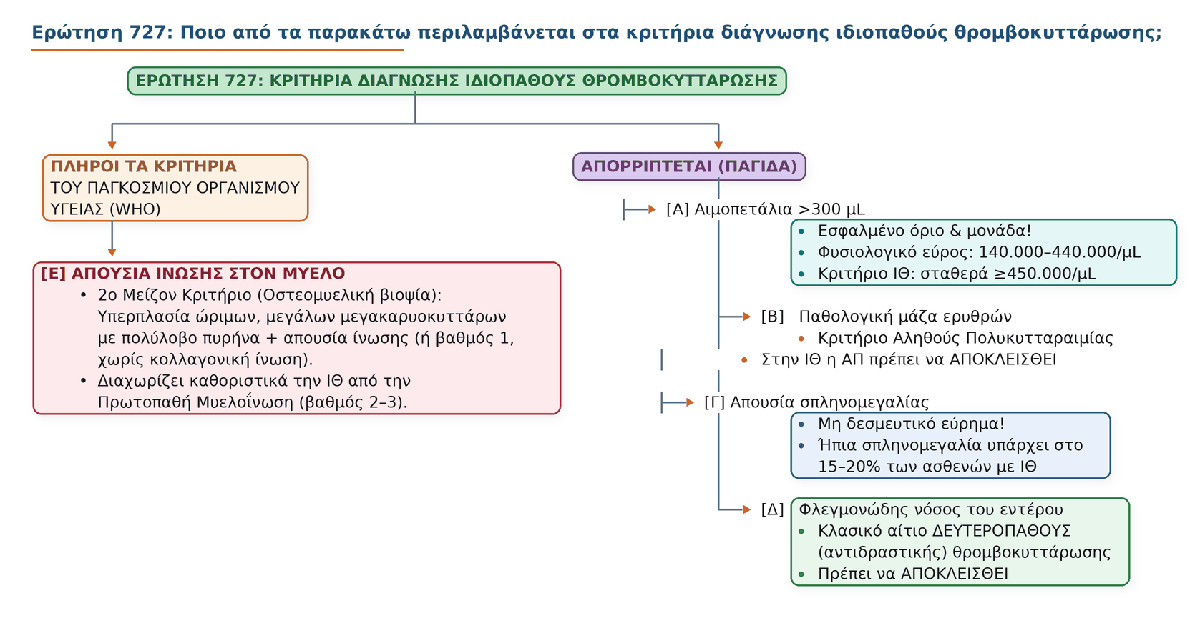 Ερώτηση 727: Ποιο από τα παρακάτω περιλαμβάνεται στα κριτήρια διάγνωσης ιδιοπαθούς θρομβοκυττάρωσης;
ΕΡΩΤΗΣΗ 727: ΚΡΙΤΗΡΙΑ ΔΙΑΓΝΩΣΗΣ ΙΔΙΟΠΑΘΟΥΣ ΘΡΟΜΒΟΚΥΤΤΑΡΩΣΗΣ
ΠΛΗΡΟΙ ΤΑ ΚΡΙΤΗΡΙΑ
ΤΟΥ ΠΑΓΚΟΣΜΙΟΥ ΟΡΓΑΝΙΣΜΟΥ
ΥΓΕΙΑΣ (WHO)
[Ε] ΑΠΟΥΣΙΑ ΙΝΩΣΗΣ ΣΤΟΝ ΜΥΕΛΟ
• 2ο Μείζον Κριτήριο (Οστεομυελική βιοψία):
Υπερπλασία ώριμων, μεγάλων μεγακαρυοκυττάρων
με πολύλοβο πυρήνα + απουσία ίνωσης (ή βαθμός 1,
χωρίς κολλαγονική ίνωση).
• Διαχωρίζει καθοριστικά την ΙΘ από την
Πρωτοπαθή Μυελοΐνωση (βαθμός 2–3).
ΑΠΟΡΡΙΠΤΕΤΑΙ (ΠΑΓΙΔΑ)
[Α] Αιμοπετάλια >300 μL
• Εσφαλμένο όριο & μονάδα!
• Φυσιολογικό εύρος: 140.000–440.000/μL
• Κριτήριο ΙΘ: σταθερά ≥450.000/μL
[Β] Παθολογική μάζα ερυθρών
• Κριτήριο Αληθούς Πολυκυτταραιμίας
• Στην ΙΘ η ΑΠ πρέπει να ΑΠΟΚΛΕΙΣΘΕΙ
[Γ] Απουσία σπληνομεγαλίας
• Μη δεσμευτικό εύρημα!
• Ήπια σπληνομεγαλία υπάρχει στο
15–20% των ασθενών με ΙΘ
[Δ] Φλεγμονώδης νόσος του εντέρου
• Κλασικό αίτιο ΔΕΥΤΕΡΟΠΑΘΟΥΣ
(αντιδραστικής) θρομβοκυττάρωσης
• Πρέπει να ΑΠΟΚΛΕΙΣΘΕΙ